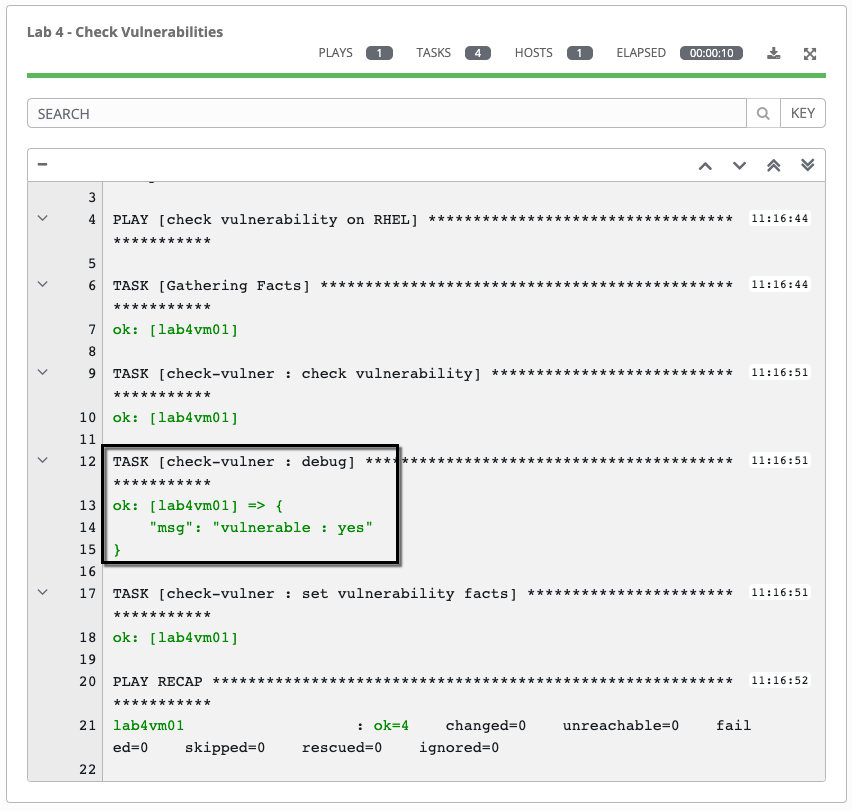 Lab 4 - Check Vulnerabilities
PLAYS 1 TASKS 4 HOSTS 1 ELAPSED 00:00:10
SEARCH KEY
3
4 PLAY [check vulnerability on RHEL] ********************************** 11:16:44
***********
5
6 TASK [Gathering Facts] ********************************************** 11:16:44
***********
7 ok: [lab4vm01]
8
9 TASK [check-vulner : check vulnerability] *************************** 11:16:51
***********
10 ok: [lab4vm01]
11
12 TASK [check-vulner : debug] ***************************************** 11:16:51
***********
13 ok: [lab4vm01] => {
14 "msg": "vulnerable : yes"
15 }
16
17 TASK [check-vulner : set vulnerability facts] *********************** 11:16:51
***********
18 ok: [lab4vm01]
19
20 PLAY RECAP ********************************************************** 11:16:52
***********
21 lab4vm01 : ok=4 changed=0 unreachable=0 fail
ed=0 skipped=0 rescued=0 ignored=0
22